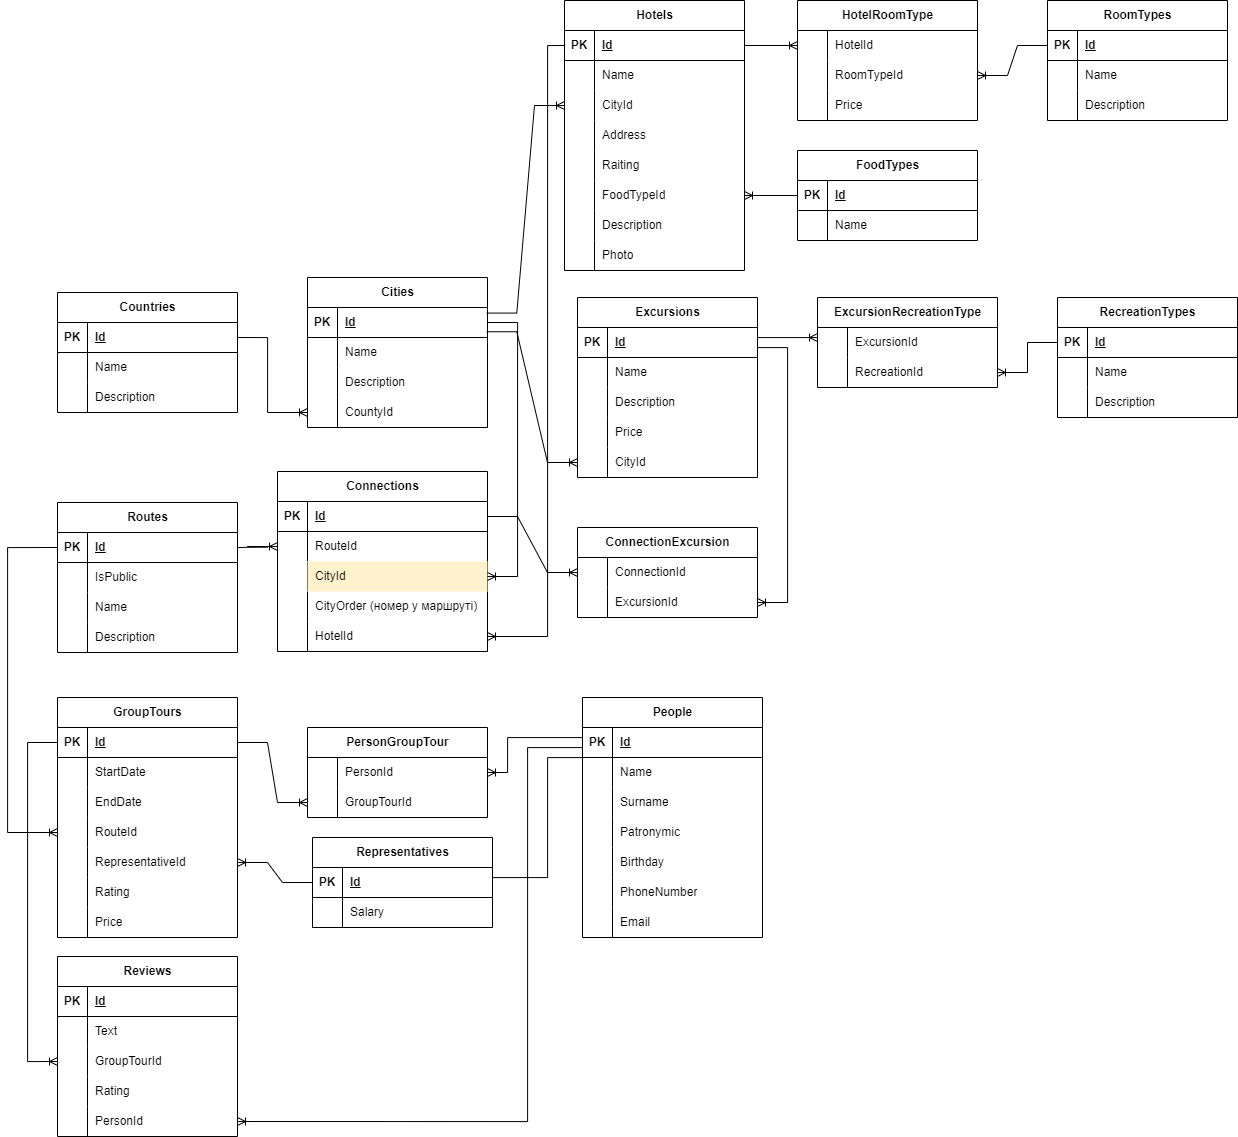 Hotels
PK Id
Name
CityId
Address
Raiting
FoodTypeId
Description
Photo
HotelRoomType
HotelId
RoomTypeId
Price
RoomTypes
PK Id
Name
Description
FoodTypes
PK Id
Name
Countries
PK Id
Name
Description
Cities
PK Id
Name
Description
CountyId
Excursions
PK Id
Name
Description
Price
CityId
ExcursionRecreationType
ExcursionId
RecreationId
RecreationTypes
PK Id
Name
Description
Routes
PK Id
IsPublic
Name
Description
Connections
PK Id
RouteId
CityId
CityOrder (номер у маршруті)
HotelId
ConnectionExcursion
ConnectionId
ExcursionId
GroupTours
PK Id
StartDate
EndDate
RouteId
RepresentativeId
Rating
Price
PersonGroupTour
PersonId
GroupTourId
Representatives
PK Id
Salary
People
PK Id
Name
Surname
Patronymic
Birthday
PhoneNumber
Email
Reviews
PK Id
Text
GroupTourId
Rating
PersonId